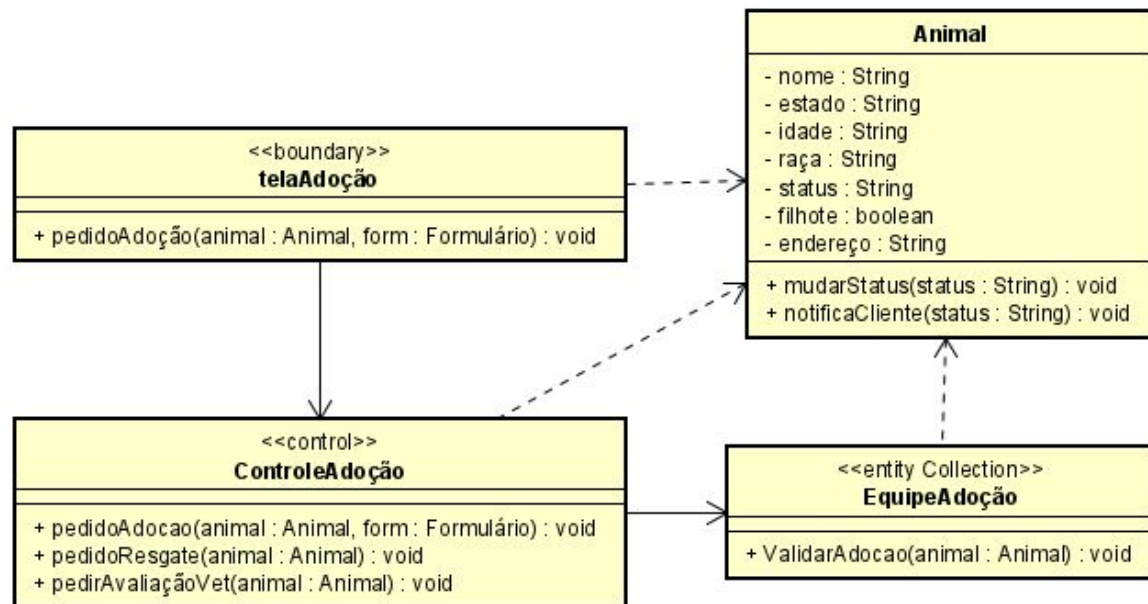 Animal
- nome : String
- estado : String
- idade : String
- raça : String
- status : String
- filhote : boolean
- endereço : String
+ mudarStatus(status : String) : void
+ notificaCliente(status : String) : void
<<boundary>>
telaAdoção
+ pedidoAdoção(animal : Animal, form : Formulário) : void
<<control>>
ControleAdoção
+ pedidoAdocao(animal : Animal, form : Formulário) : void
+ pedidoResgate(animal : Animal) : void
+ pedirAvaliaçãoVet(animal : Animal) : void
<<entity Collection>>
EquipeAdoção
+ ValidarAdocao(animal : Animal) : void